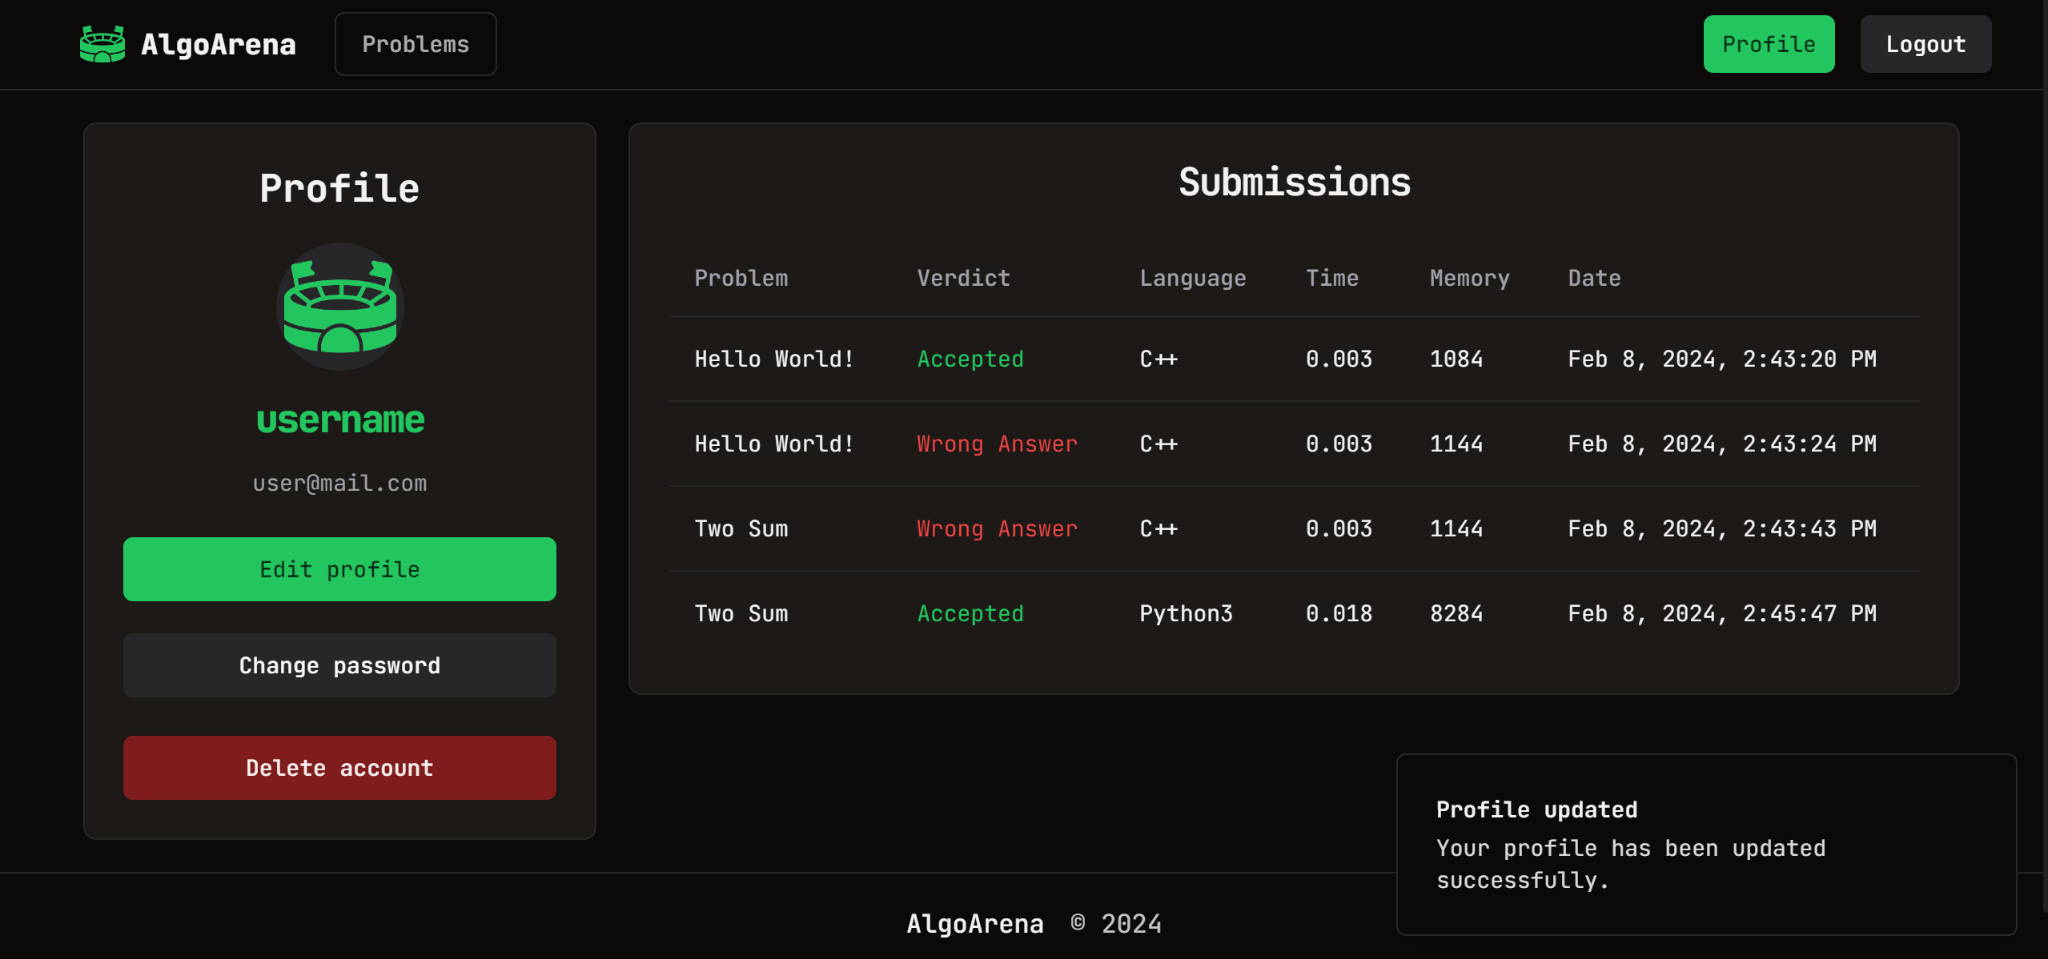 AlgoArena Problems Profile Logout
Profile
username
user@mail.com
Edit profile
Change password
Delete account
Submissions
Problem Verdict Language Time Memory Date
Hello World! Accepted C++ 0.003 1084 Feb 8, 2024, 2:43:20 PM
Hello World! Wrong Answer C++ 0.003 1144 Feb 8, 2024, 2:43:24 PM
Two Sum Wrong Answer C++ 0.003 1144 Feb 8, 2024, 2:43:43 PM
Two Sum Accepted Python3 0.018 8284 Feb 8, 2024, 2:45:47 PM
Profile updated
Your profile has been updated
successfully.
AlgoArena © 2024